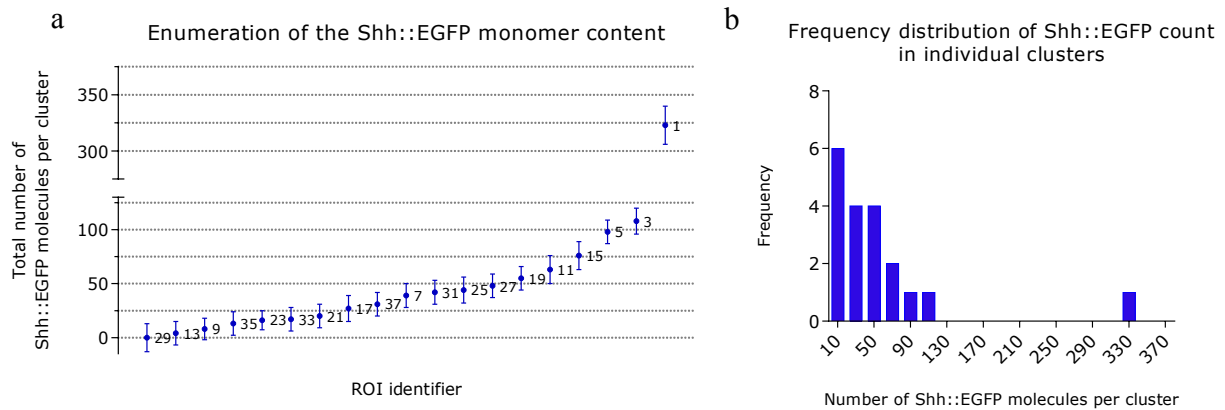 a
Enumeration of the Shh::EGFP monomer content
Total number of
Shh::EGFP molecules per cluster
350
300
100
50
0
29 13 9 35 23 33 21 17 37 7 31 25 27 19 11 15 5 3 1
ROI identifier
b
Frequency distribution of Shh::EGFP count
in individual clusters
Frequency
8
6
4
2
0
10 50 90 130 170 210 250 290 330 370
Number of Shh::EGFP molecules per cluster